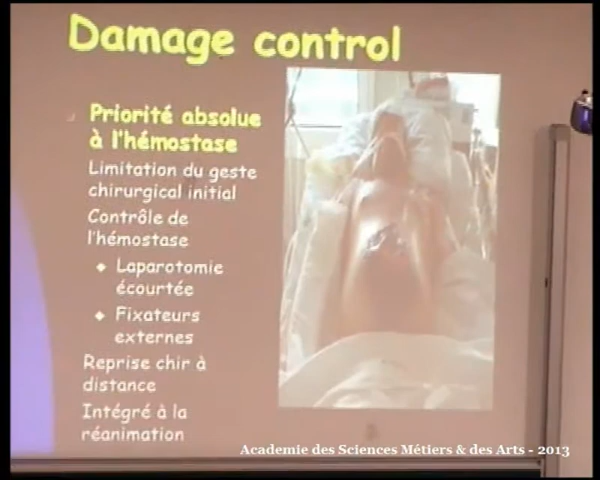 Damage control
Priorité absolue
à l'hémostase
Limitation du geste
chirurgical initial
Contrôle de
l'hémostase
Laparotomie
écourtée
Fixateurs
externes
Reprise chir à
distance
Intégré à la
réanimation
Academie des Sciences Métiers & des Arts - 2013